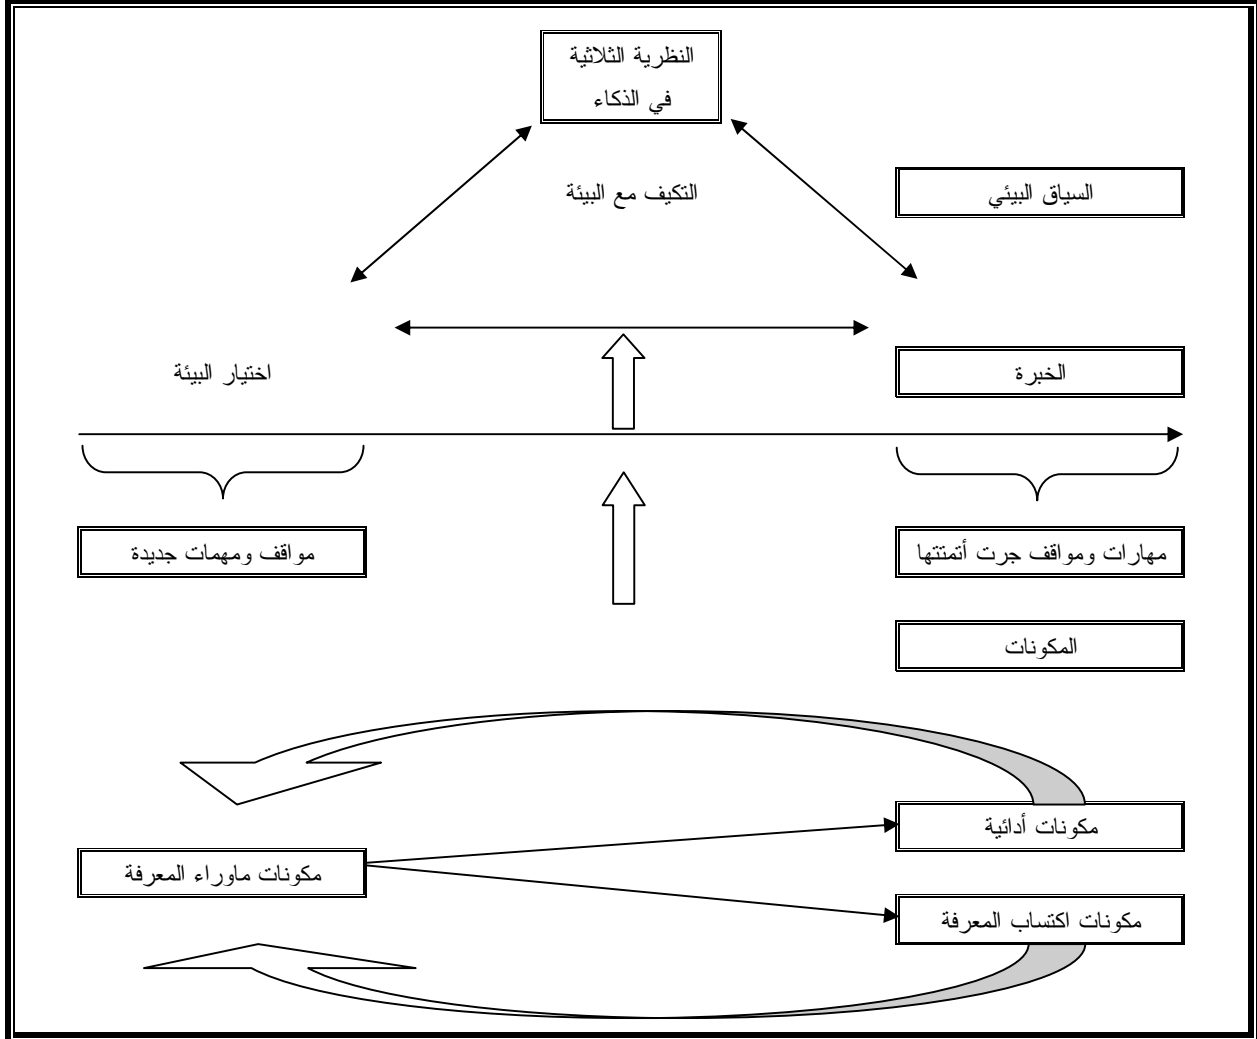 النظرية الثلاثية
في الذكاء
التكيف مع البيئة
السياق البيئي
الخبرة
اختيار البيئة
مهارات ومواقف جرت أتمتتها
مواقف ومهمات جديدة
المكونات
مكونات أدائية
مكونات ماوراء المعرفة
مكونات اكتساب المعرفة